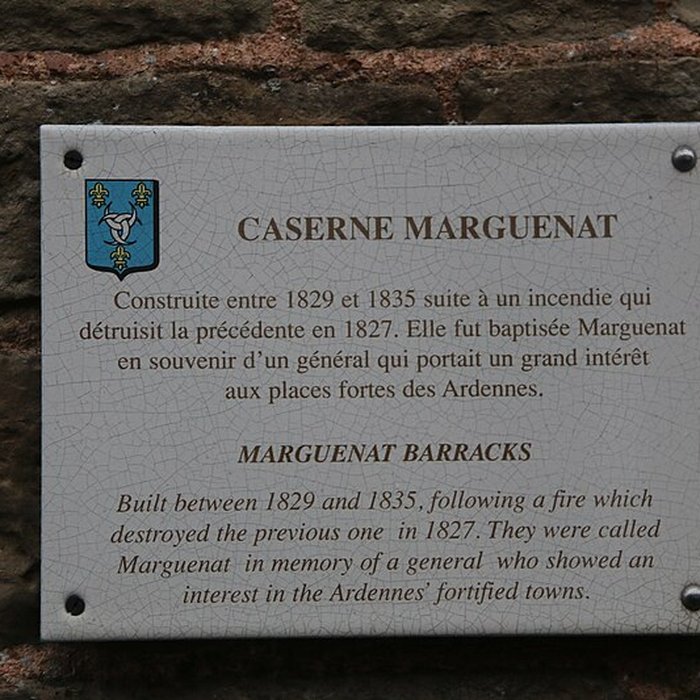 CASERNE MARGUENAT
Construite entre 1829 et 1835 suite à un incendie qui
détruisit la précédente en 1827. Elle fut baptisée Marguenat
en souvenir d'un général qui portait un grand intérêt
aux places fortes des Ardennes.
MARGUENAT BARRACKS
Built between 1829 and 1835, following a fire which
destroyed the previous one in 1827. They were called
Marguenat in memory of a general who showed an
interest in the Ardennes' fortified towns.